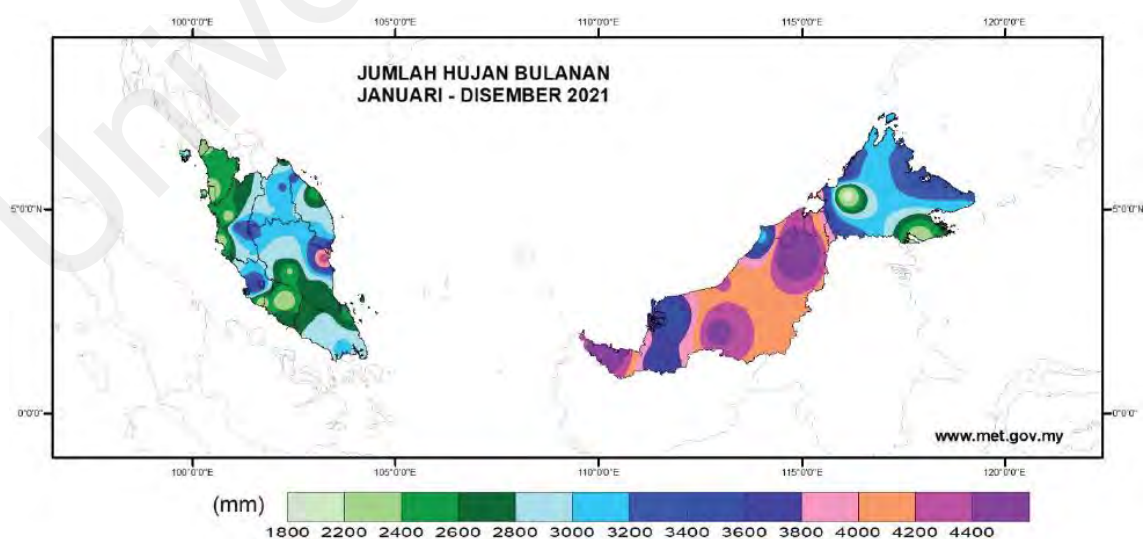 Unive
100°0'0"E 105°0'0"E 110°0'0"E 115°0'0"E 120°0'0"E
JUMLAH HUJAN BULANAN
JANUARI - DISEMBER 2021
5°0'0"N 5°0'0"N
0°0'0" 0°0'0"
www.met.gov.my
100°0'0"E 105°0'0"E 110°0'0"E 115°0'0"E 120°0'0"E
(mm)
1800 2200 2400 2600 2800 3000 3200 3400 3600 3800 4000 4200 4400